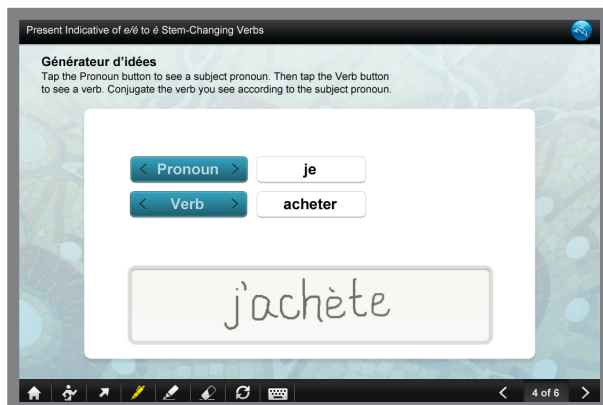 Present Indicative of e/é to è Stem-Changing Verbs
Générateur d'idées
Tap the Pronoun button to see a subject pronoun. Then tap the Verb button
to see a verb. Conjugate the verb you see according to the subject pronoun.
< Pronoun > je
< Verb > acheter
j'achète
< 4 of 6 >